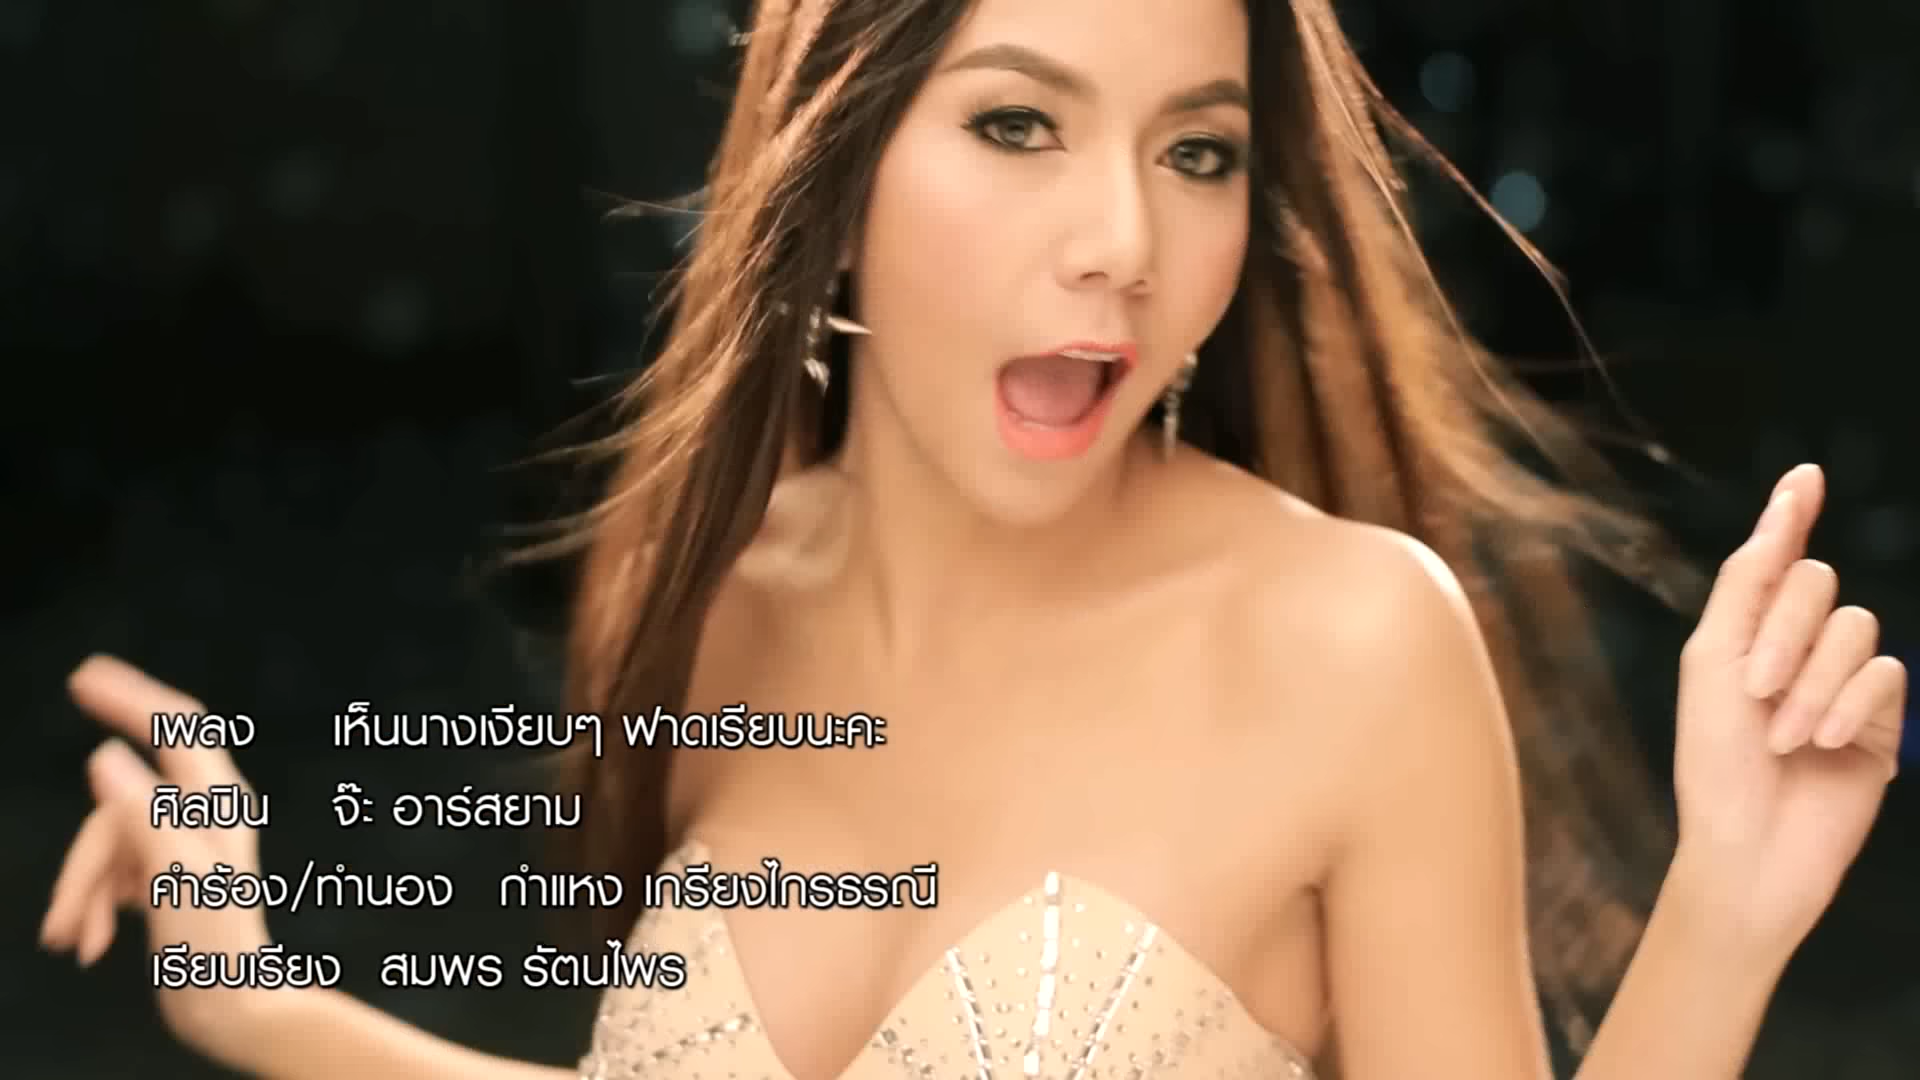 เพลง เห็นนางเงียบๆ ฟาดเรียบนะคะ
ศิลปิน จ๊ะ อาร์สยาม
คำร้อง/ทำนอง กำแหง เกรียงไกรธรณี
เรียบเรียง สมพร รัตนไพร